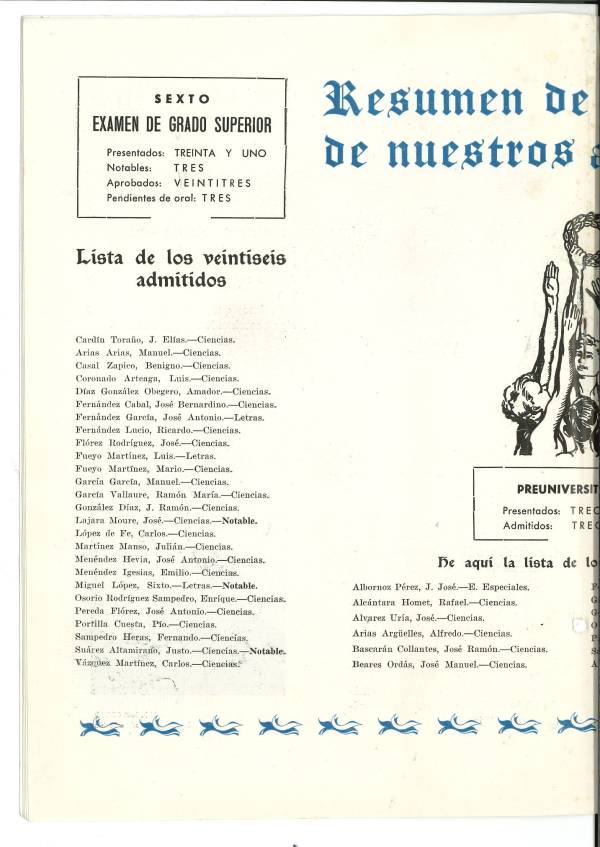 SEXTO
EXAMEN DE GRADO SUPERIOR
Presentados: TREINTA Y UNO
Notables: TRES
Aprobados: VEINTITRES
Pendientes de oral: TRES
Lista de los veintiseis
admitidos
Cardín Toraño, J. Elías.—Ciencias.
Arias Arias, Manuel.—Ciencias.
Casal Zapico, Benigno.—Ciencias.
Coronado Arteaga, Luis.—Ciencias.
Díaz González Obegero, Amador.—Ciencias.
Fernández Cabal, José Bernardino.—Ciencias.
Fernández García, José Antonio.—Letras.
Fernández Lucio, Ricardo.—Ciencias.
Flórez Rodríguez, José.—Ciencias.
Fueyo Martínez, Luis.—Letras.
Fueyo Martínez, Mario.—Ciencias.
García García, Manuel.—Ciencias.
García Vallaure, Ramón María.—Ciencias.
González Díaz, J. Ramón.—Ciencias.
Lajara Moure, José.—Ciencias.—Notable.
López de Fe, Carlos.—Ciencias.
Martínez Manso, Julián.—Ciencias.
Menéndez Hevia, José Antonio.—Ciencias.
Menéndez Igesias, Emilio.—Ciencias.
Miguel López, Sixto.—Letras.—Notable.
Osorio Rodríguez Sampedro, Enrique.—Ciencias.
Pereda Flórez, José Antonio.—Ciencias.
Portilla Cuesta, Pío.—Ciencias.
Sampedro Heras, Fernando.—Ciencias.
Suárez Altamirano, Justo.—Ciencias.—Notable.
Vázquez Martínez, Carlos.—Ciencias.
Resumen de
de nuestros a
PREUNIVERSIT
Presentados: TREC
Admitidos: TREC
He aquí la lista de lo
Albornoz Pérez, J. José.—E. Especiales.
Alcántara Homet, Rafael.—Ciencias.
Alvarez Uría, José.—Ciencias.
Arias Argüelles, Alfredo.—Ciencias.
Bascarán Collantes, José Ramón.—Ciencias.
Beares Ordás, José Manuel.—Ciencias.